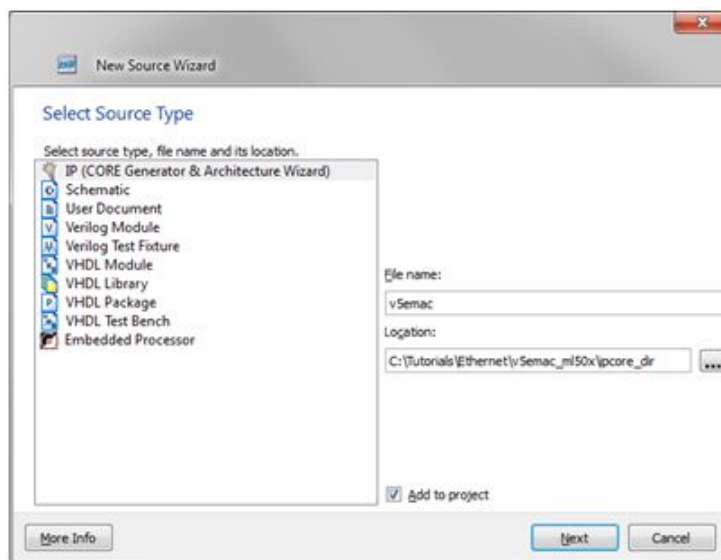 New Source Wizard
Select Source Type
Select source type, file name and its location.
IP (CORE Generator & Architecture Wizard)
Schematic
User Document
Verilog Module
Verilog Test Fixture
VHDL Module
VHDL Library
VHDL Package
VHDL Test Bench
Embedded Processor
File name:
v5emac
Location:
C:\Tutorials\Ethernet\v5emac_ml50x\ipcore_dir
...
Add to project
More Info
Next
Cancel